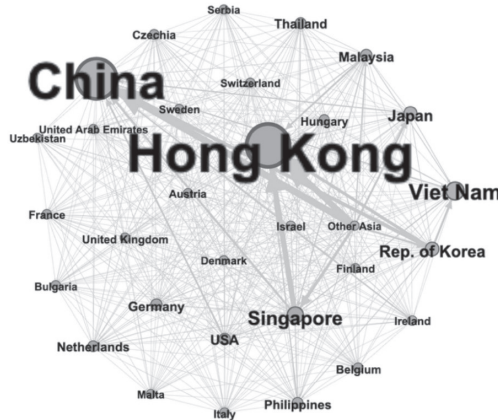 Serbia
Thailand
Czechia
Malaysia
China
Switzerland
Sweden
Japan
Hungary
Uzbekistan
United Arab Emirates
Hong Kong
Austria
Viet Nam
France
Israel
Other Asia
United Kingdom
Rep. of Korea
Denmark
Finland
Bulgaria
Germany
Singapore
Ireland
USA
Netherlands
Belgium
Malta
Philippines
Italy